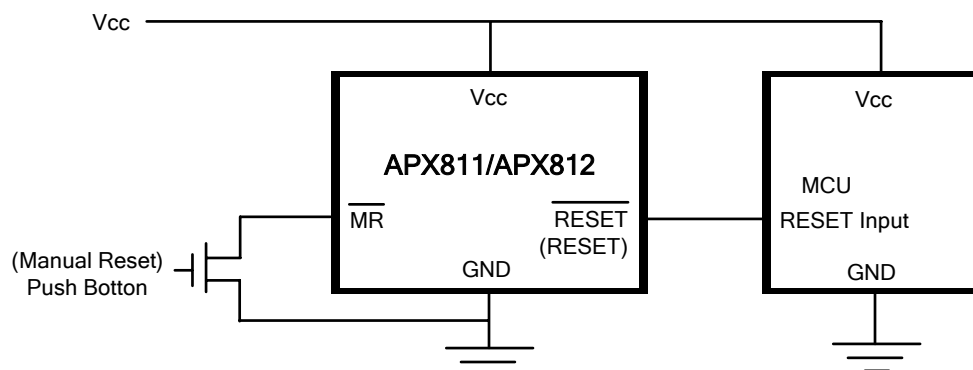 Vcc
Vcc
APX811/APX812
MR
RESET
(RESET)
GND
(Manual Reset)
Push Botton
Vcc
MCU
RESET Input
GND